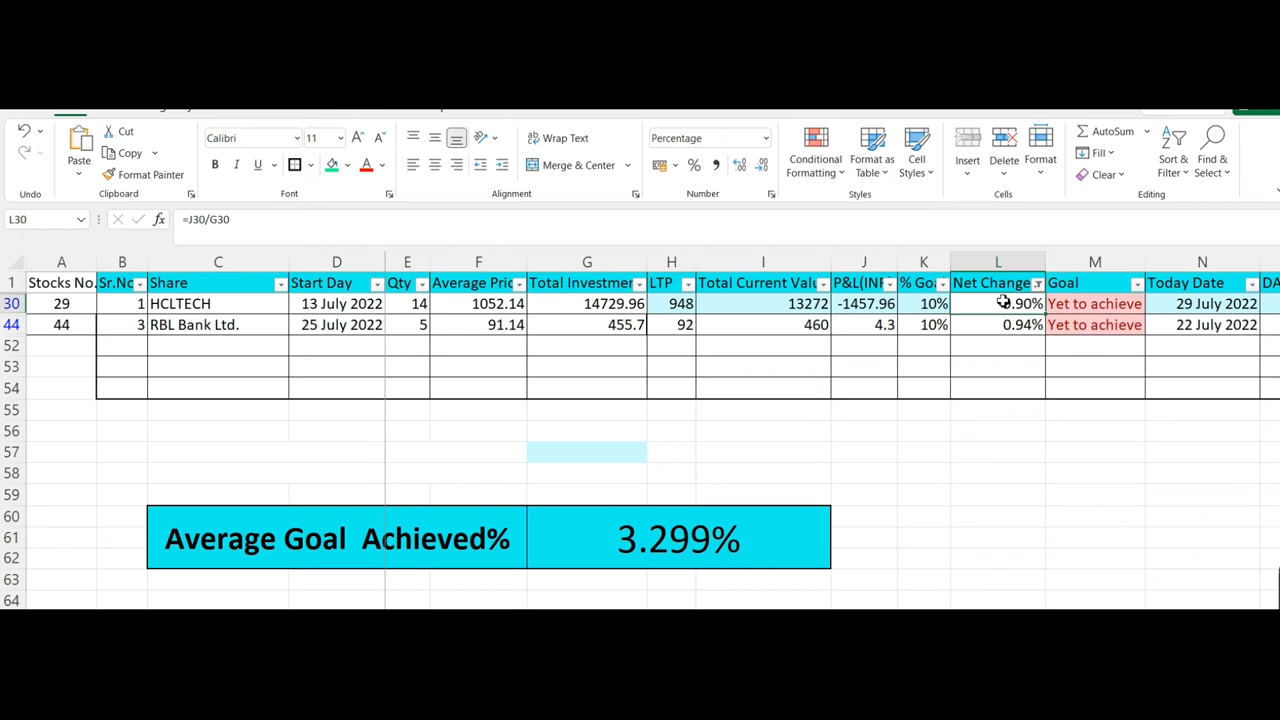 Cut
Copy
Paste
Format Painter
Undo
Clipboard
Calibri
11
B I U
Font
Wrap Text
Merge & Center
Alignment
Percentage
Number
Conditional Formatting
Format as Table
Cell Styles
Styles
Insert
Delete
Format
Cells
AutoSum
Fill
Clear
Sort & Filter
Find & Select
Editing
L30 fx =J30/G30
A B C D E F G H I J K L M N
1 Stocks No. Sr.No Share Start Day Qty Average Pric Total Investmen LTP Total Current Valu P&L(INR % Goa Net Change Goal Today Date DA
30 29 1 HCLTECH 13 July 2022 14 1052.14 14729.96 948 13272 -1457.96 10% .90% Yet to achieve 29 July 2022
44 44 3 RBL Bank Ltd. 25 July 2022 5 91.14 455.7 92 460 4.3 10% 0.94% Yet to achieve 22 July 2022
52
53
54
55
56
57
58
59
60
61 Average Goal Achieved% 3.299%
62
63
64